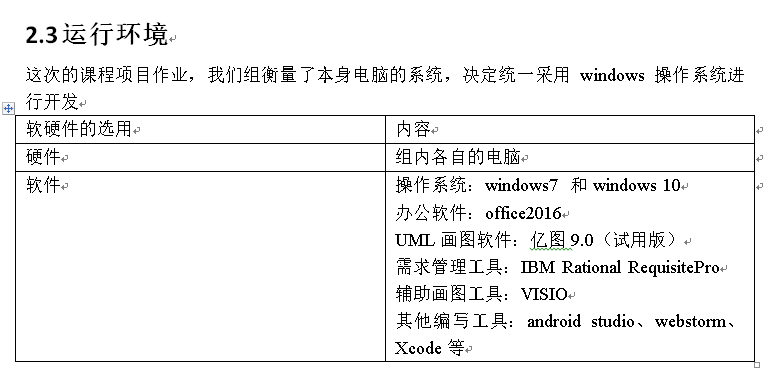 2.3运行环境
这次的课程项目作业，我们组衡量了本身电脑的系统，决定统一采用 windows 操作系统进
行开发
软硬件的选用 内容
硬件 组内各自的电脑
软件 操作系统：windows7 和 windows 10
办公软件：office2016
UML 画图软件：亿图 9.0（试用版）
需求管理工具：IBM Rational RequisitePro
辅助画图工具：VISIO
其他编写工具：android studio、webstorm、
Xcode 等